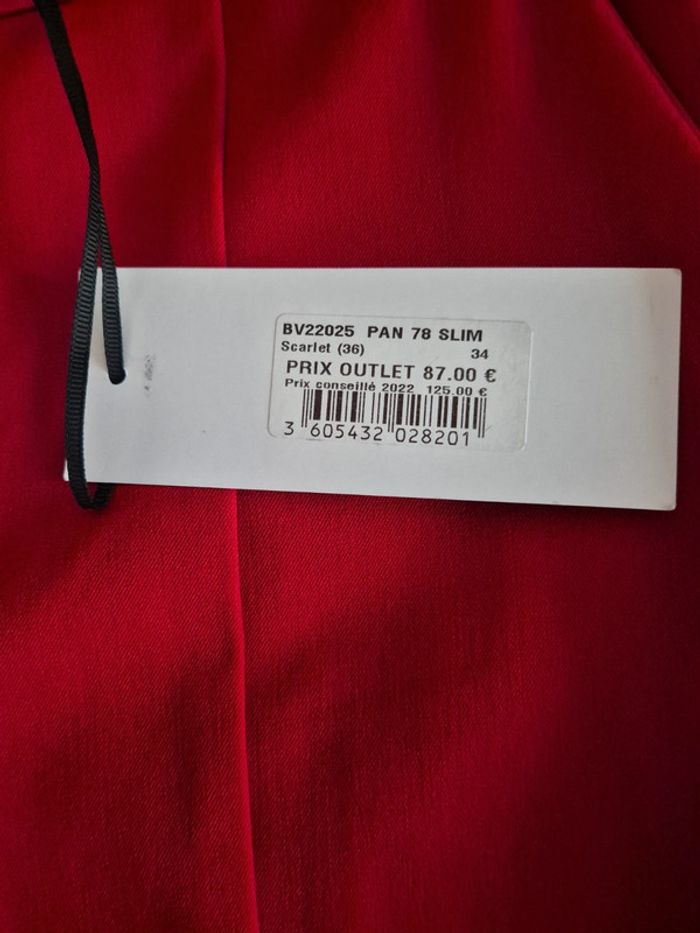 BV22025 PAN 78 SLIM
Scarlet (36) 34
PRIX OUTLET 87.00 €
Prix conseillé 2022 125.00 €
3 605432 028201